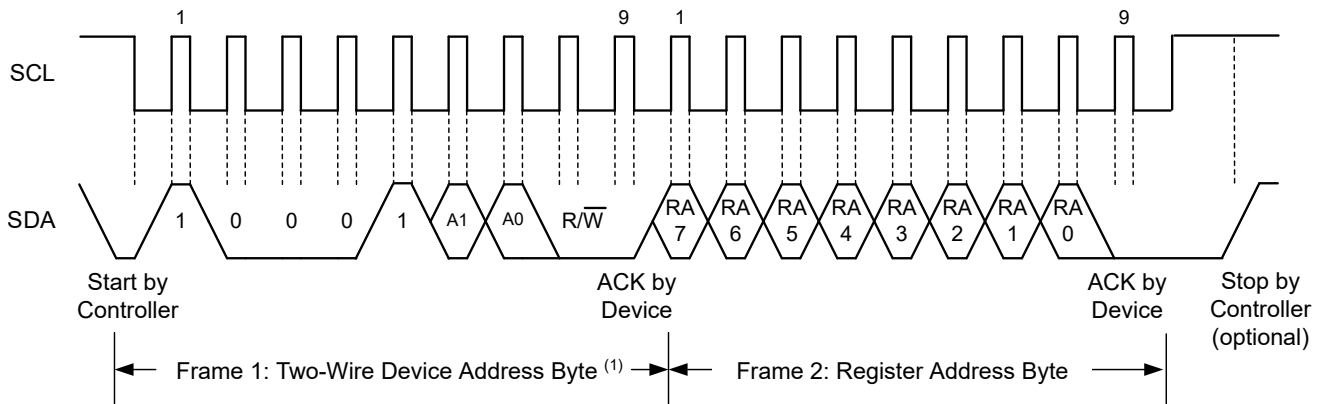 1 9 1 9
SCL
SDA
1 0 0 0 1 A1 A0 R/W̅ RA 7 RA 6 RA 5 RA 4 RA 3 RA 2 RA 1 RA 0
Start by
Controller
ACK by
Device
ACK by
Device
Stop by
Controller
(optional)
Frame 1: Two-Wire Device Address Byte (1)
Frame 2: Register Address Byte